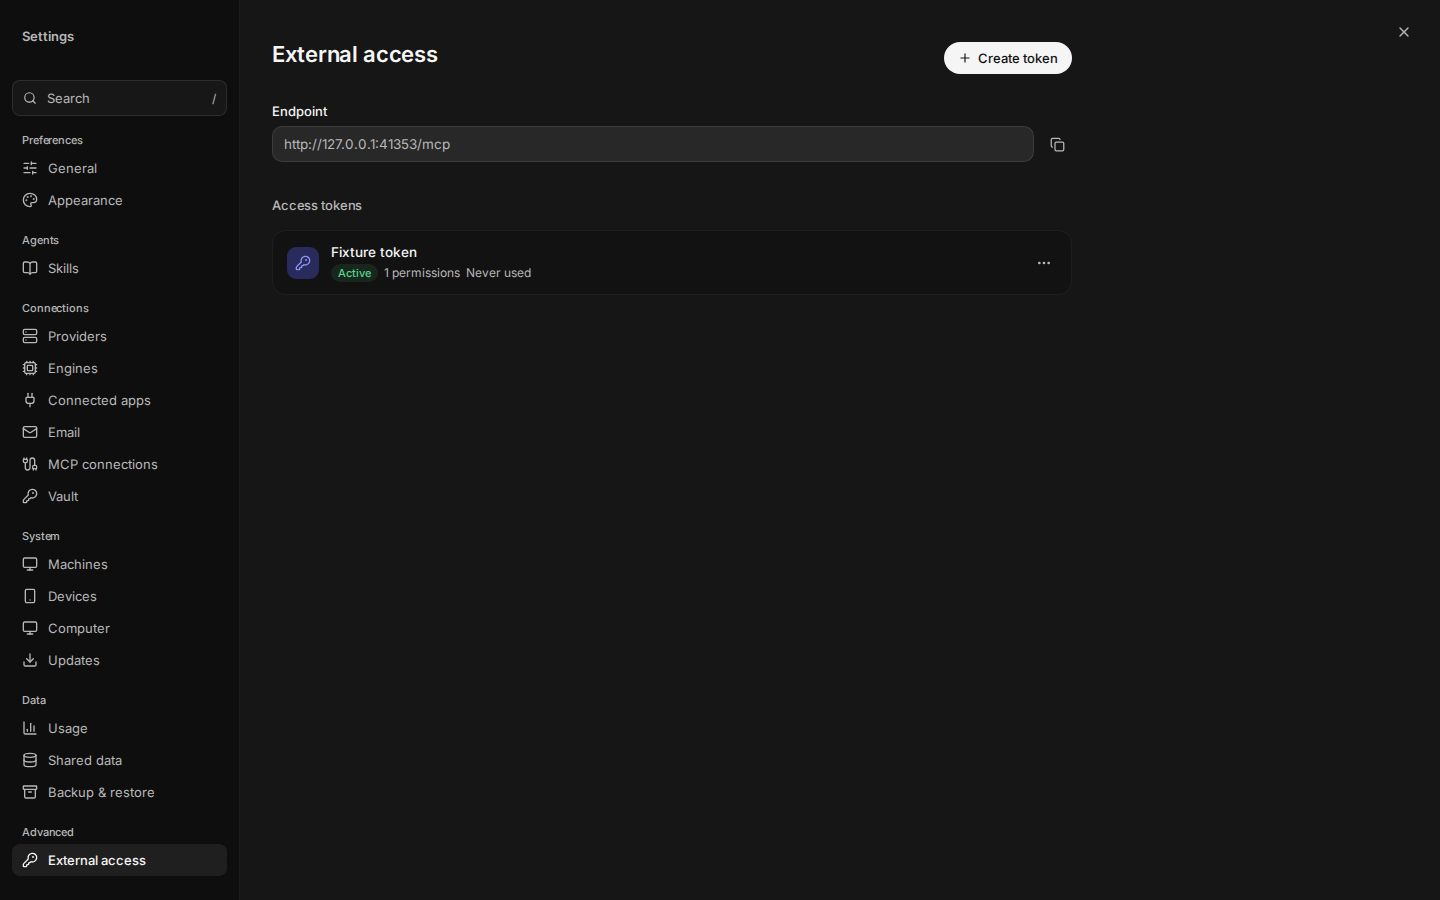 Settings
Search /
Preferences
General
Appearance
Agents
Skills
Connections
Providers
Engines
Connected apps
Email
MCP connections
Vault
System
Machines
Devices
Computer
Updates
Data
Usage
Shared data
Backup & restore
Advanced
External access
External access
Create token
Endpoint
http://127.0.0.1:41353/mcp
Access tokens
Fixture token
Active 1 permissions Never used